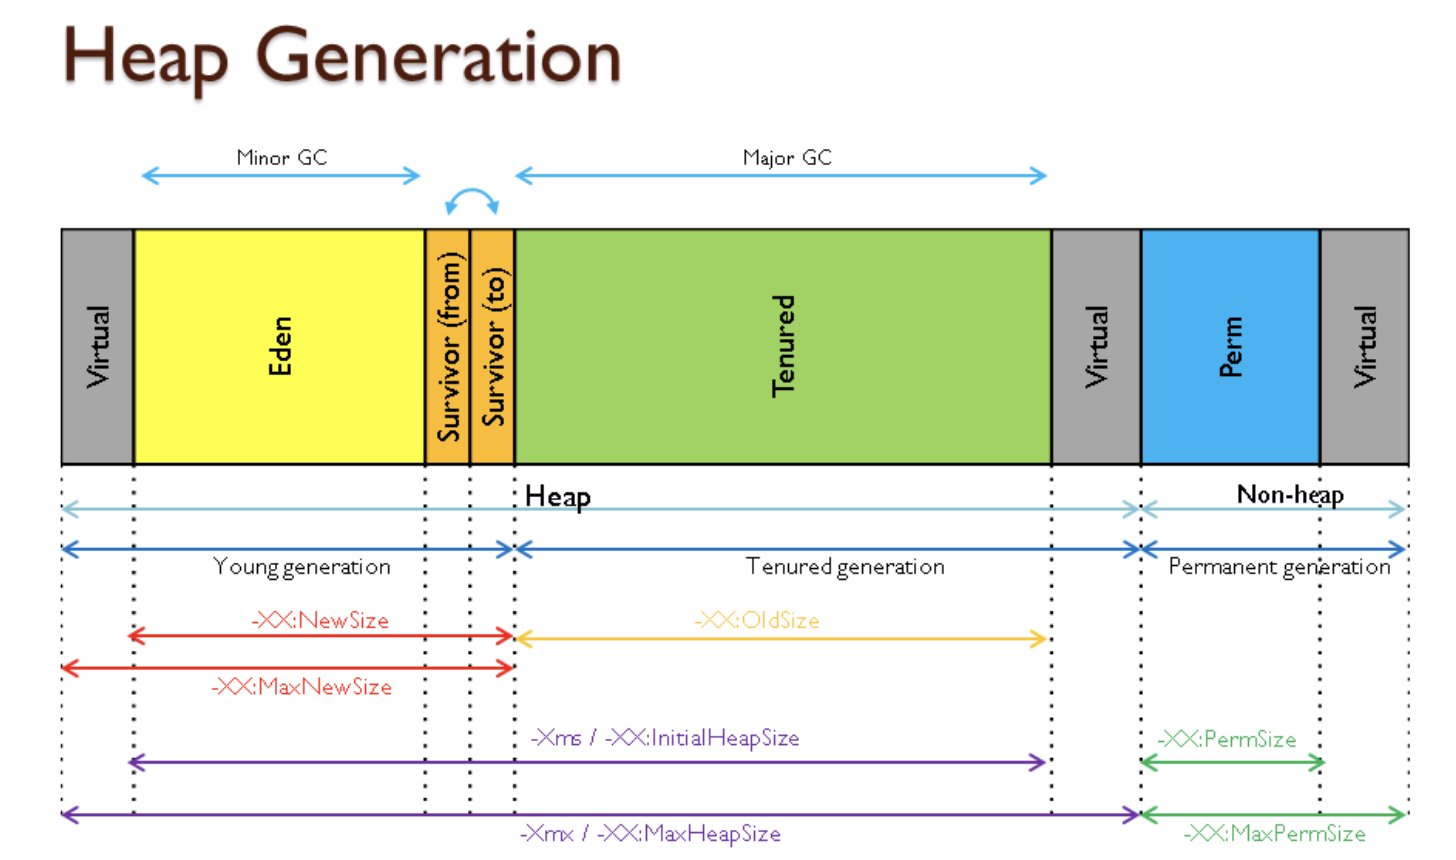 Heap Generation
Minor GC
Major GC
Virtual
Eden
Survivor (from)
Survivor (to)
Tenured
Virtual
Perm
Virtual
Heap
Non-heap
Young generation
Tenured generation
Permanent generation
-XX:NewSize
-XX:OldSize
-XX:MaxNewSize
-Xms / -XX:InitialHeapSize
-XX:PermSize
-Xmx / -XX:MaxHeapSize
-XX:MaxPermSize